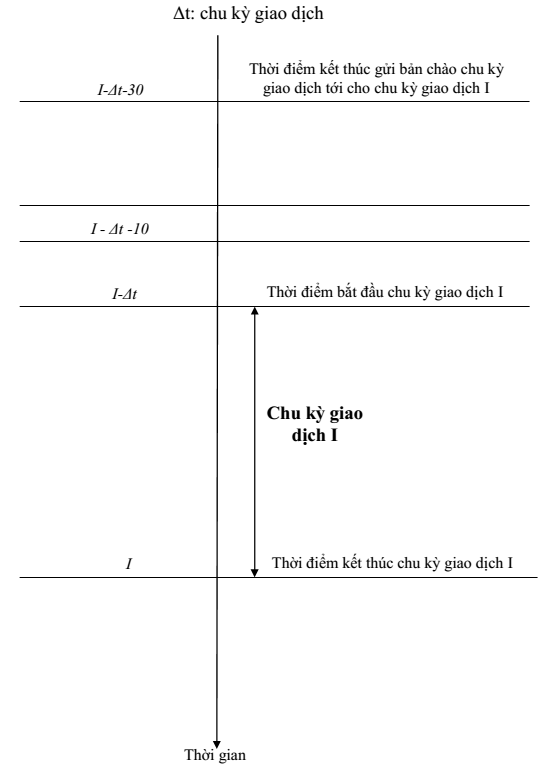 Δt: chu kỳ giao dịch
Thời điểm kết thúc gửi bản chào chu kỳ
giao dịch tới cho chu kỳ giao dịch I
I-Δt-30
I - Δt -10
I-Δt
Thời điểm bắt đầu chu kỳ giao dịch I
Chu kỳ giao
dịch I
I
Thời điểm kết thúc chu kỳ giao dịch I
Thời gian